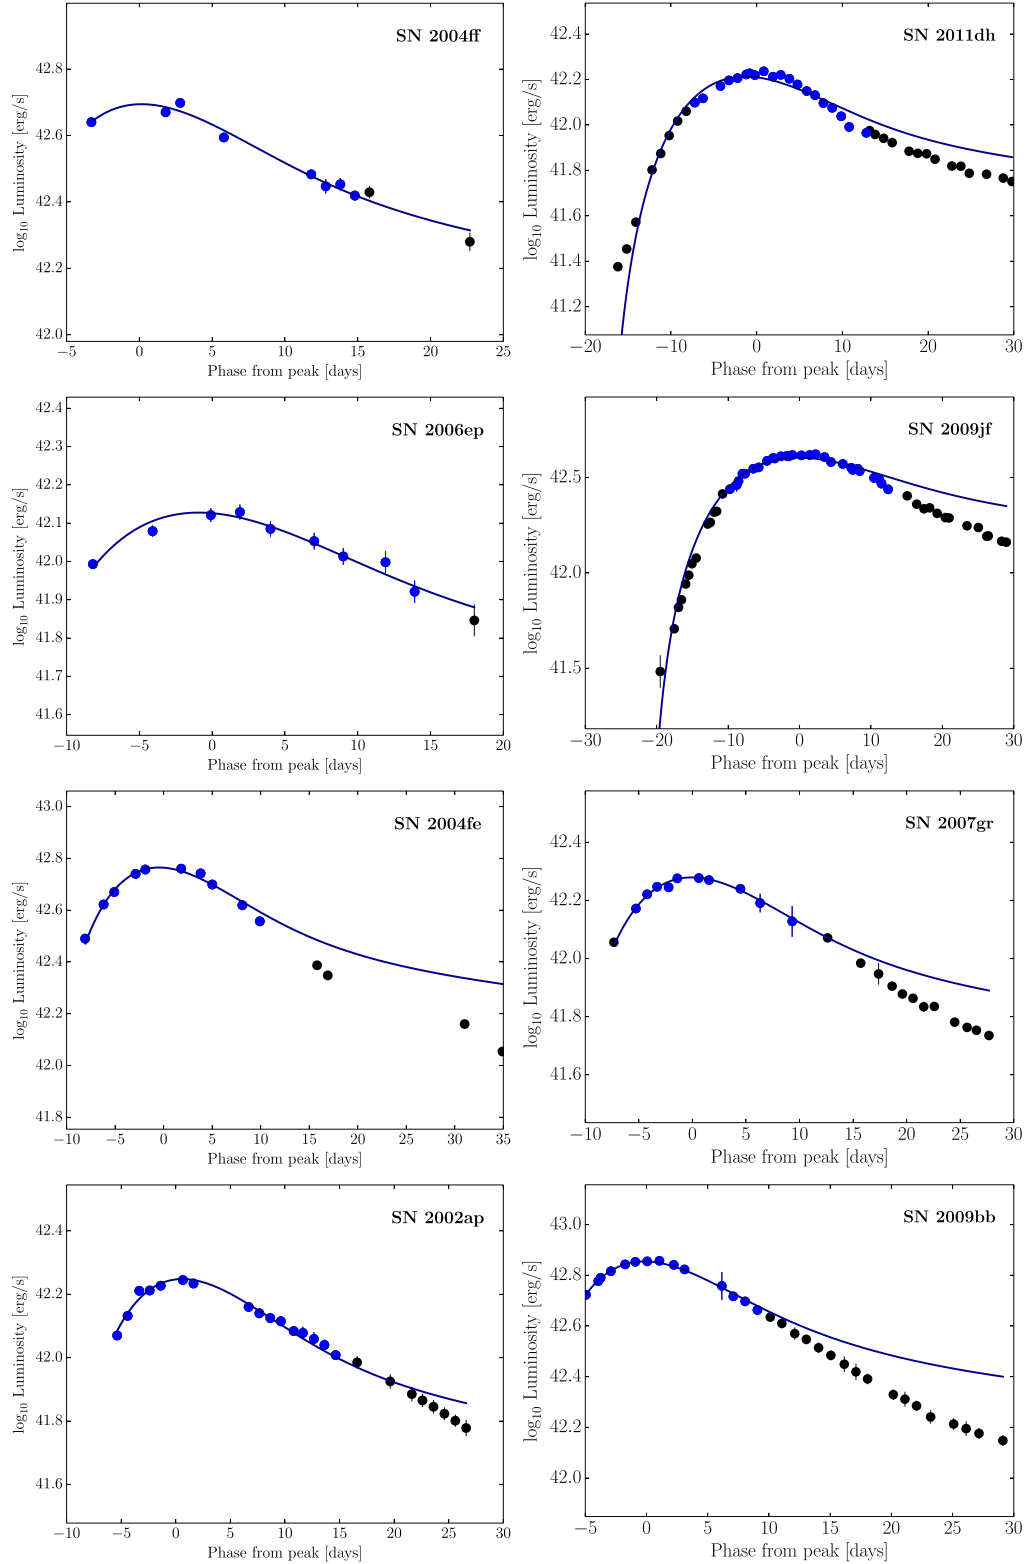 SN 2004ff
42.8
42.6
42.4
42.2
42.0
log10 Luminosity [erg/s]
−5 0 5 10 15 20 25
Phase from peak [days]
SN 2011dh
42.4
42.2
42.0
41.8
41.6
41.4
41.2
log10 Luminosity [erg/s]
−20 −10 0 10 20 30
Phase from peak [days]
SN 2006ep
42.4
42.3
42.2
42.1
42.0
41.9
41.8
41.7
41.6
log10 Luminosity [erg/s]
−10 −5 0 5 10 15 20
Phase from peak [days]
SN 2009jf
42.5
42.0
41.5
log10 Luminosity [erg/s]
−30 −20 −10 0 10 20 30
Phase from peak [days]
SN 2004fe
43.0
42.8
42.6
42.4
42.2
42.0
41.8
log10 Luminosity [erg/s]
−10 −5 0 5 10 15 20 25 30 35
Phase from peak [days]
SN 2007gr
42.4
42.2
42.0
41.8
41.6
log10 Luminosity [erg/s]
−10 −5 0 5 10 15 20 25 30
Phase from peak [days]
SN 2002ap
42.4
42.2
42.0
41.8
41.6
log10 Luminosity [erg/s]
−10 −5 0 5 10 15 20 25 30
Phase from peak [days]
SN 2009bb
43.0
42.8
42.6
42.4
42.2
42.0
log10 Luminosity [erg/s]
−5 0 5 10 15 20 25 30
Phase from peak [days]